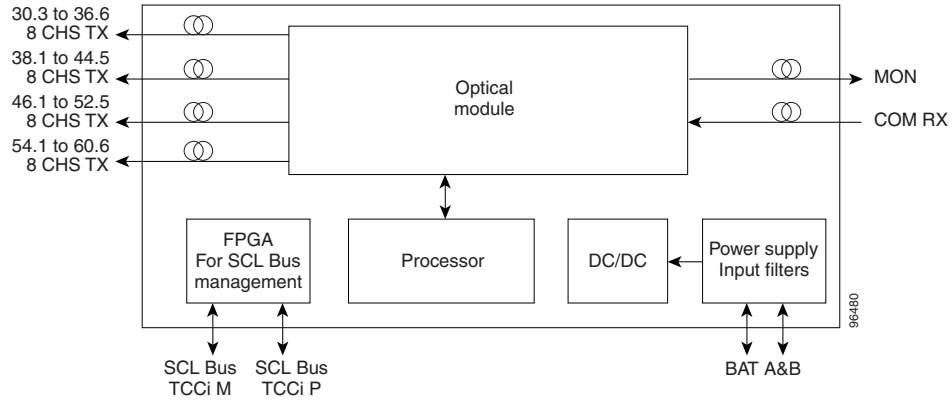 30.3 to 36.6
8 CHS TX
38.1 to 44.5
8 CHS TX
46.1 to 52.5
8 CHS TX
54.1 to 60.6
8 CHS TX
Optical
module
MON
COM RX
FPGA
For SCL Bus
management
Processor
DC/DC
Power supply
Input filters
96480
SCL Bus
TCCi M
SCL Bus
TCCi P
BAT A&B